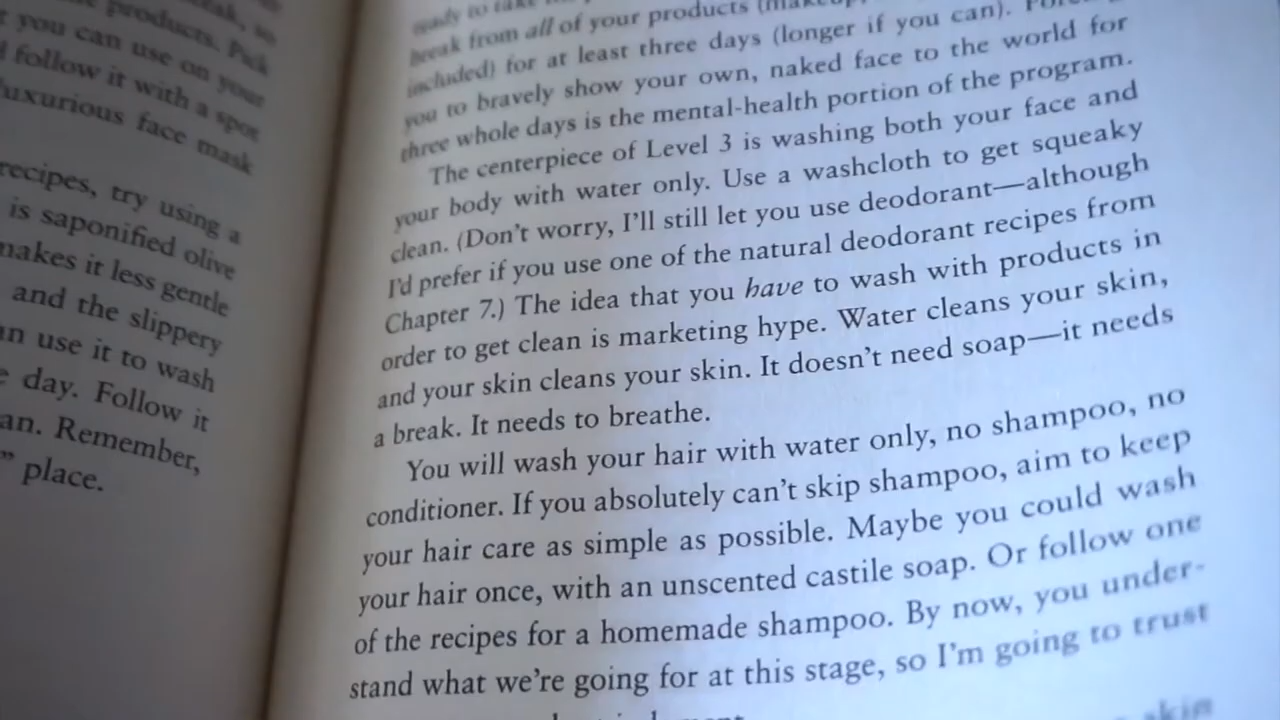 products. Pick
you can use on your
follow it with a spot
luxurious face mask
recipes, try using a
is saponified olive
makes it less gentle
and the slippery
use it to wash
day. Follow it
Remember,
” place.
ready to take
break from all of your products
included) for at least three days (longer if you can).
you to bravely show your own, naked face to the world for
three whole days is the mental-health portion of the program.
The centerpiece of Level 3 is washing both your face and
your body with water only. Use a washcloth to get squeaky
clean. (Don’t worry, I’ll still let you use deodorant—although
I’d prefer if you use one of the natural deodorant recipes from
Chapter 7.) The idea that you have to wash with products in
order to get clean is marketing hype. Water cleans your skin,
and your skin cleans your skin. It doesn’t need soap—it needs
a break. It needs to breathe.
You will wash your hair with water only, no shampoo, no
conditioner. If you absolutely can’t skip shampoo, aim to keep
your hair care as simple as possible. Maybe you could wash
your hair once, with an unscented castile soap. Or follow one
of the recipes for a homemade shampoo. By now, you under-
stand what we’re going for at this stage, so I’m going to trust
skin